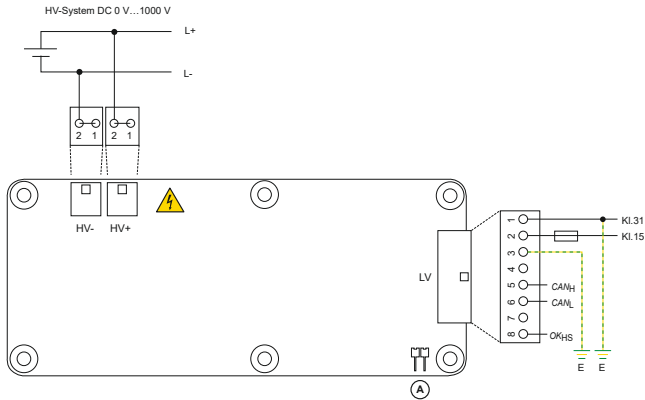 HV-System DC 0 V...1000 V
L+
L-
2 1 2 1
HV- HV+
LV
1 Kl.31
2 Kl.15
3
4
5 CANH
6 CANL
7
8 OKHS
E E
A